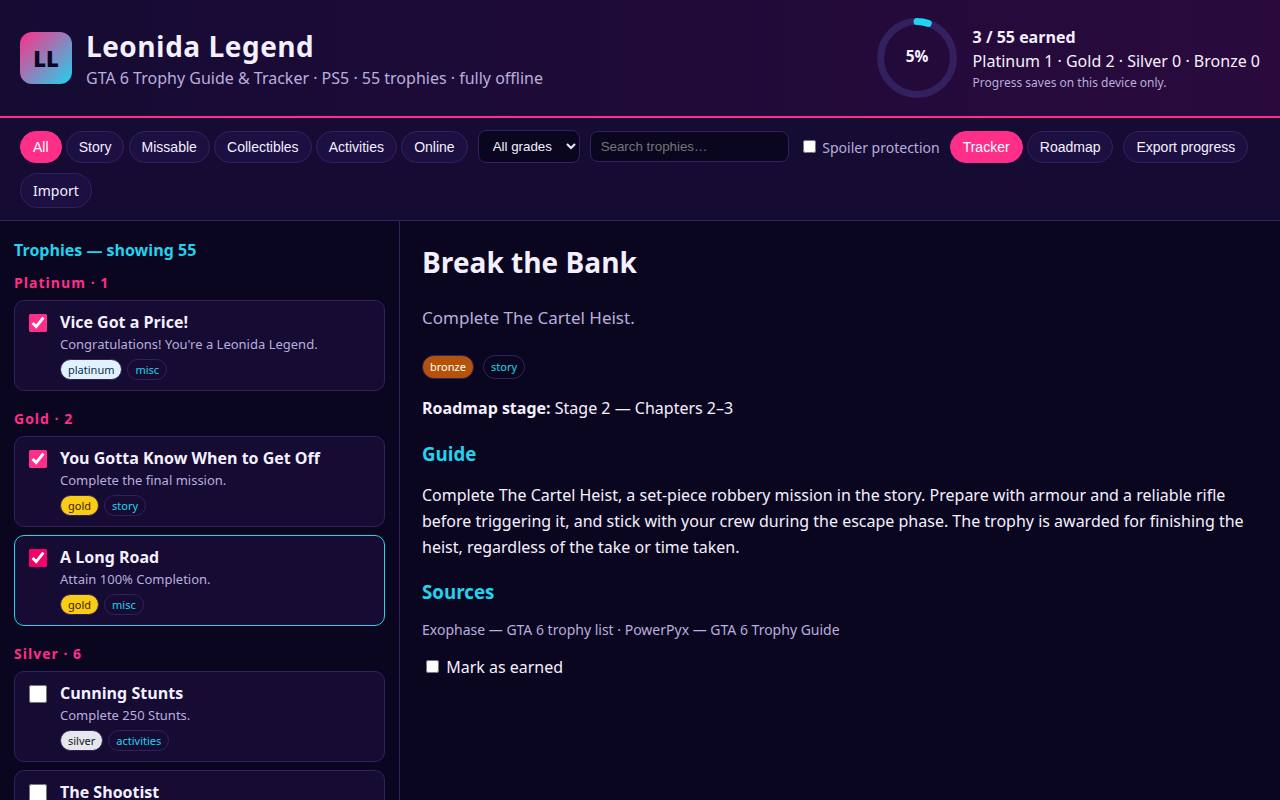 LL
Leonida Legend
GTA 6 Trophy Guide & Tracker · PS5 · 55 trophies · fully offline
5%
3 / 55 earned
Platinum 1 · Gold 2 · Silver 0 · Bronze 0
Progress saves on this device only.
All Story Missable Collectibles Activities Online All grades Search trophies… Spoiler protection Tracker Roadmap Export progress
Import
Trophies — showing 55
Platinum · 1
Vice Got a Price!
Congratulations! You're a Leonida Legend.
platinum misc
Gold · 2
You Gotta Know When to Get Off
Complete the final mission.
gold story
A Long Road
Attain 100% Completion.
gold misc
Silver · 6
Cunning Stunts
Complete 250 Stunts.
silver activities
The Shootist
Break the Bank
Complete The Cartel Heist.
bronze story
Roadmap stage: Stage 2 — Chapters 2–3
Guide
Complete The Cartel Heist, a set-piece robbery mission in the story. Prepare with armour and a reliable rifle
before triggering it, and stick with your crew during the escape phase. The trophy is awarded for finishing the
heist, regardless of the take or time taken.
Sources
Exophase — GTA 6 trophy list · PowerPyx — GTA 6 Trophy Guide
Mark as earned